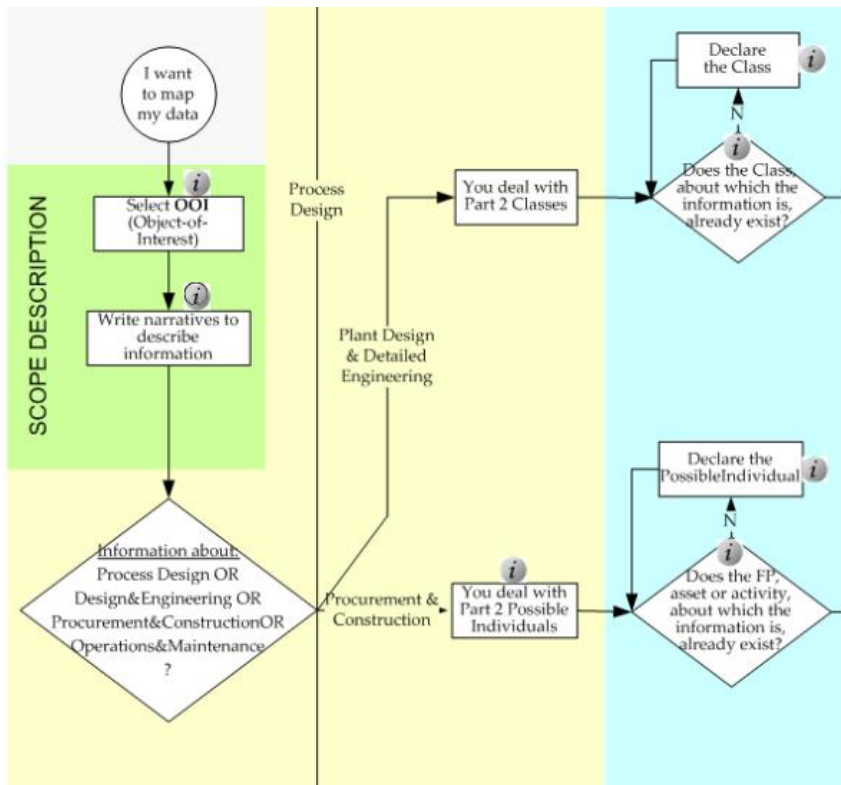 I want
to map
my data
SCOPE DESCRIPTION
i
Select OOI
(Object-of-
Interest)
i
Write narratives to
describe
information
Information about:
Process Design OR
Design&Engineering OR
Procurement&ConstructionOR
Operations&Maintenance
?
Process
Design
Plant Design
& Detailed
Engineering
Procurement &
Construction
You deal with
Part 2 Classes
i
You deal with
Part 2 Possible
Individuals
Declare
the Class
i
N
i
Does the Class,
about which the
information is,
already exist?
Declare the
PossibleIndividual
i
N
i
Does the FP,
asset or activity,
about which the
information is,
already exist?